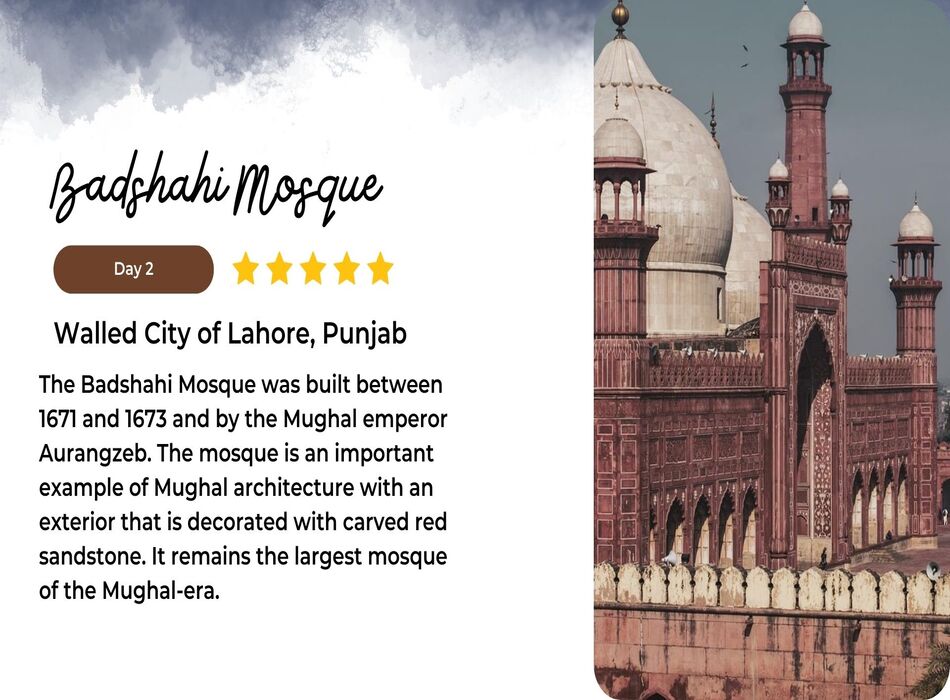 Badshahi Mosque
Day 2
Walled City of Lahore, Punjab
The Badshahi Mosque was built between
1671 and 1673 and by the Mughal emperor
Aurangzeb. The mosque is an important
example of Mughal architecture with an
exterior that is decorated with carved red
sandstone. It remains the largest mosque
of the Mughal-era.